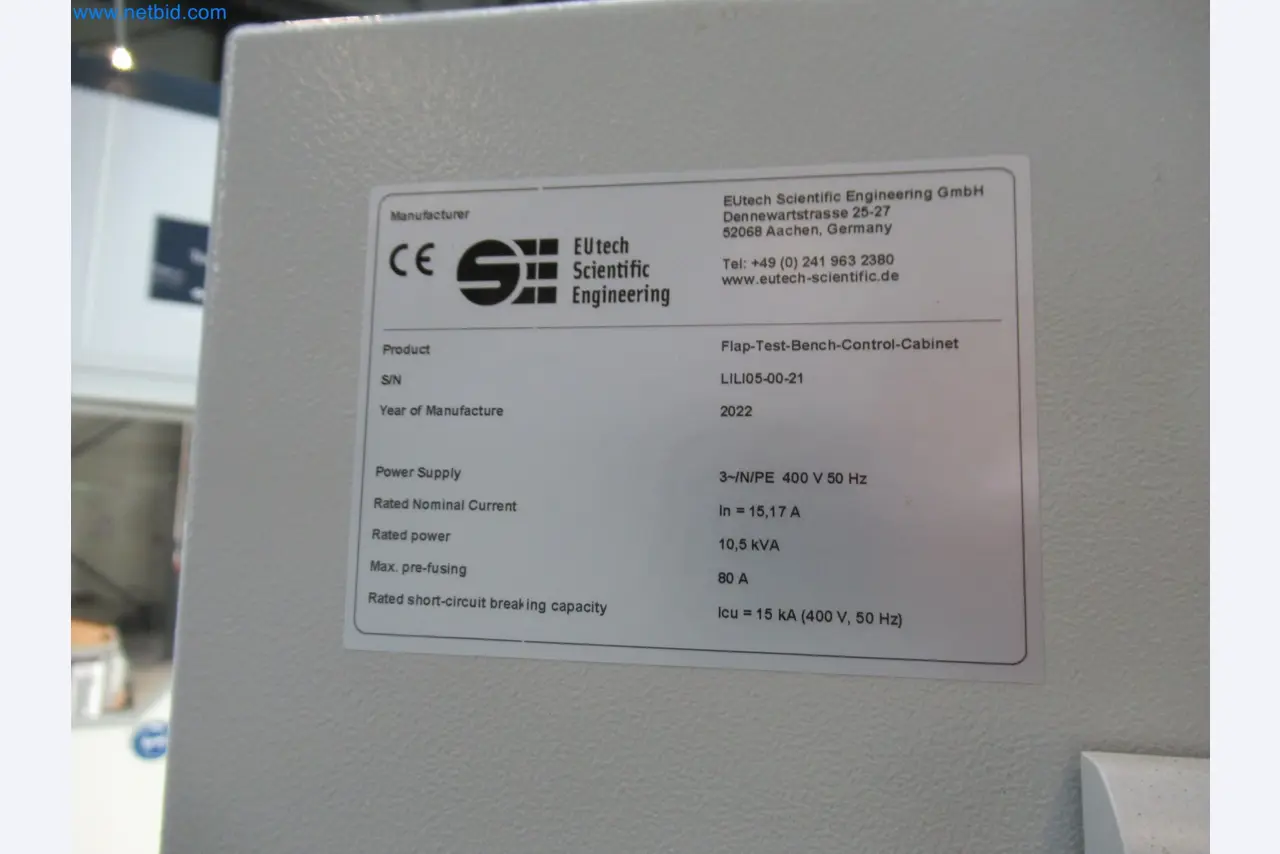 www.netbid.com
Manufacturer
CE
EUtech
Scientific
Engineering
EUtech Scientific Engineering GmbH
Dennewartstrasse 25-27
52068 Aachen, Germany
Tel: +49 (0) 241 963 2380
www.eutech-scientific.de
Product Flap-Test-Bench-Control-Cabinet
S/N LILI05-00-21
Year of Manufacture 2022
Power Supply 3~/N/PE 400 V 50 Hz
Rated Nominal Current In = 15,17 A
Rated power 10,5 kVA
Max. pre-fusing 80 A
Rated short-circuit breaking capacity Icu = 15 kA (400 V, 50 Hz)